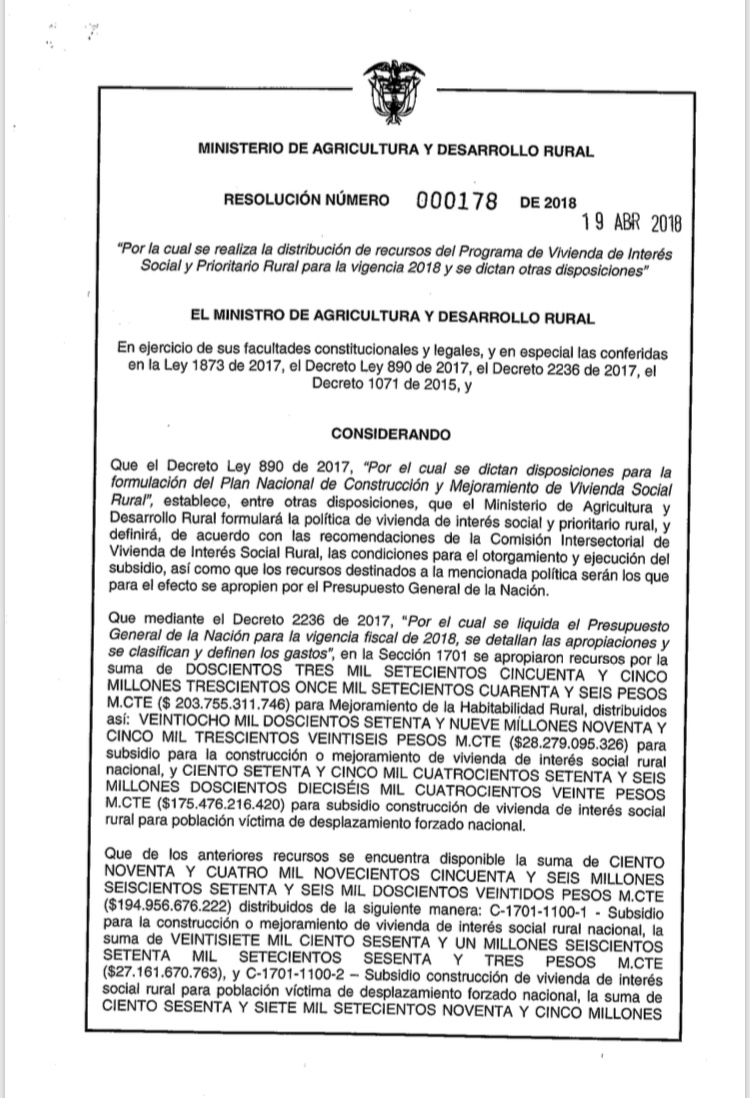 MINISTERIO DE AGRICULTURA Y DESARROLLO RURAL
RESOLUCIÓN NÚMERO 000178 DE 2018
19 ABR 2018
"Por la cual se realiza la distribución de recursos del Programa de Vivienda de Interés
Social y Prioritario Rural para la vigencia 2018 y se dictan otras disposiciones"
EL MINISTRO DE AGRICULTURA Y DESARROLLO RURAL
En ejercicio de sus facultades constitucionales y legales, y en especial las conferidas
en la Ley 1873 de 2017, el Decreto Ley 890 de 2017, el Decreto 2236 de 2017, el
Decreto 1071 de 2015, y
CONSIDERANDO
Que el Decreto Ley 890 de 2017, "Por el cual se dictan disposiciones para la
formulación del Plan Nacional de Construcción y Mejoramiento de Vivienda Social
Rural", establece, entre otras disposiciones, que el Ministerio de Agricultura y
Desarrollo Rural formulará la política de vivienda de interés social y prioritario rural, y
definirá, de acuerdo con las recomendaciones de la Comisión Intersectorial de
Vivienda de Interés Social Rural, las condiciones para el otorgamiento y ejecución del
subsidio, así como que los recursos destinados a la mencionada política serán los que
para el efecto se apropien por el Presupuesto General de la Nación.
Que mediante el Decreto 2236 de 2017, "Por el cual se liquida el Presupuesto
General de la Nación para la vigencia fiscal de 2018, se detallan las apropiaciones y
se clasifican y definen los gastos", en la Sección 1701 se apropiaron recursos por la
suma de DOSCIENTOS TRES MIL SETECIENTOS CINCUENTA Y CINCO
MILLONES TRESCIENTOS ONCE MIL SETECIENTOS CUARENTA Y SEIS PESOS
M.CTE ($ 203.755.311.746) para Mejoramiento de la Habitabilidad Rural, distribuidos
así: VEINTIOCHO MIL DOSCIENTOS SETENTA Y NUEVE MILLONES NOVENTA Y
CINCO MIL TRESCIENTOS VEINTISEIS PESOS M.CTE ($28.279.095.326) para
subsidio para la construcción o mejoramiento de vivienda de interés social rural
nacional, y CIENTO SETENTA Y CINCO MIL CUATROCIENTOS SETENTA Y SEIS
MILLONES DOSCIENTOS DIECISÉIS MIL CUATROCIENTOS VEINTE PESOS
M.CTE ($175.476.216.420) para subsidio construcción de vivienda de interés social
rural para población víctima de desplazamiento forzado nacional.
Que de los anteriores recursos se encuentra disponible la suma de CIENTO
NOVENTA Y CUATRO MIL NOVECIENTOS CINCUENTA Y SEIS MILLONES
SEISCIENTOS SETENTA Y SEIS MIL DOSCIENTOS VEINTIDOS PESOS M.CTE
($194.956.676.222) distribuidos de la siguiente manera: C-1701-1100-1 - Subsidio
para la construcción o mejoramiento de vivienda de interés social rural nacional, la
suma de VEINTISIETE MIL CIENTO SESENTA Y UN MILLONES SEISCIENTOS
SETENTA MIL SETECIENTOS SESENTA Y TRES PESOS M.CTE
($27.161.670.763), y C-1701-1100-2 – Subsidio construcción de vivienda de interés
social rural para población víctima de desplazamiento forzado nacional, la suma de
CIENTO SESENTA Y SIETE MIL SETECIENTOS NOVENTA Y CINCO MILLONES